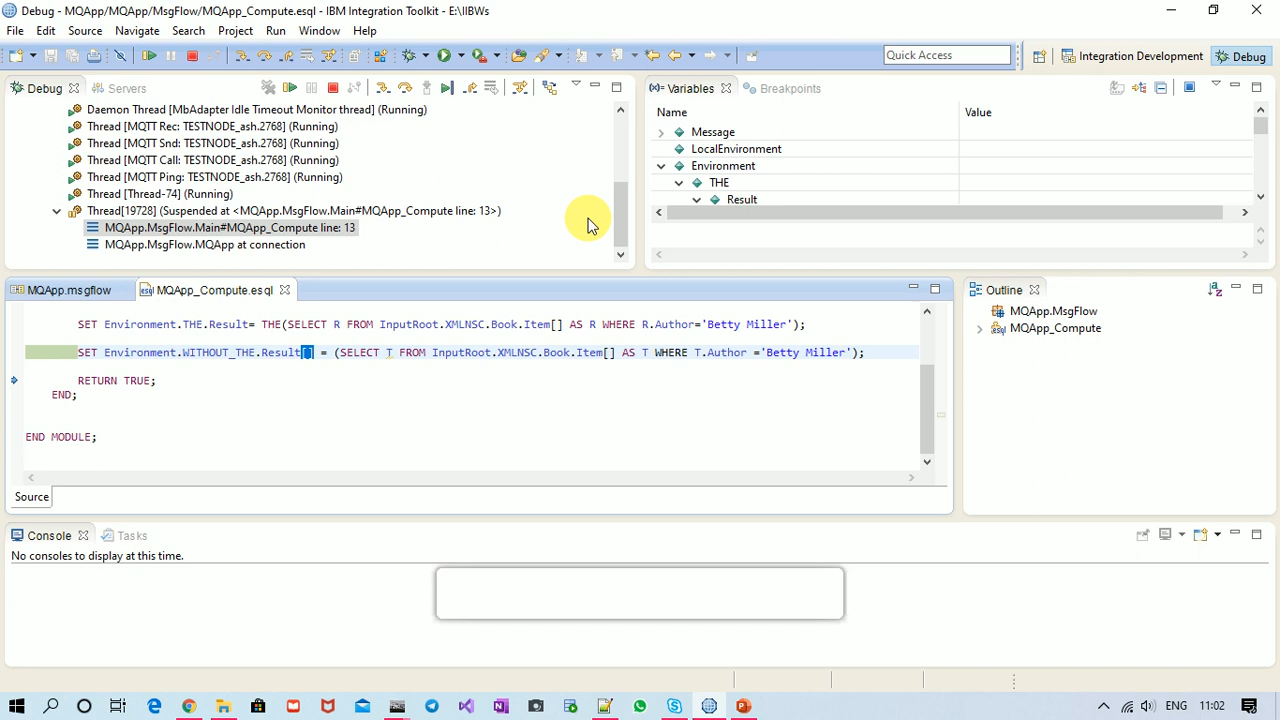 Debug - MQApp/MQApp/MsgFlow/MQApp_Compute.esql - IBM Integration Toolkit - E:\IIBWs
File Edit Source Navigate Search Project Run Window Help
Quick Access
Integration Development
Debug
Debug
Servers
Daemon Thread [MbAdapter Idle Timeout Monitor thread] (Running)
Thread [MQTT Rec: TESTNODE_ash.2768] (Running)
Thread [MQTT Snd: TESTNODE_ash.2768] (Running)
Thread [MQTT Call: TESTNODE_ash.2768] (Running)
Thread [MQTT Ping: TESTNODE_ash.2768] (Running)
Thread [Thread-74] (Running)
Thread[19728] (Suspended at <MQApp.MsgFlow.Main#MQApp_Compute line: 13>)
MQApp.MsgFlow.Main#MQApp_Compute line: 13
MQApp.MsgFlow.MQApp at connection
Variables
Breakpoints
Name Value
Message
LocalEnvironment
Environment
THE
Result
MQApp.msgflow
MQApp_Compute.esql
SET Environment.THE.Result= THE(SELECT R FROM InputRoot.XMLNSC.Book.Item[] AS R WHERE R.Author='Betty Miller');
SET Environment.WITHOUT_THE.Result[] = (SELECT T FROM InputRoot.XMLNSC.Book.Item[] AS T WHERE T.Author ='Betty Miller');
RETURN TRUE;
END;
END MODULE;
Source
Outline
MQApp.MsgFlow
MQApp_Compute
Console
Tasks
No consoles to display at this time.
ENG
11:02